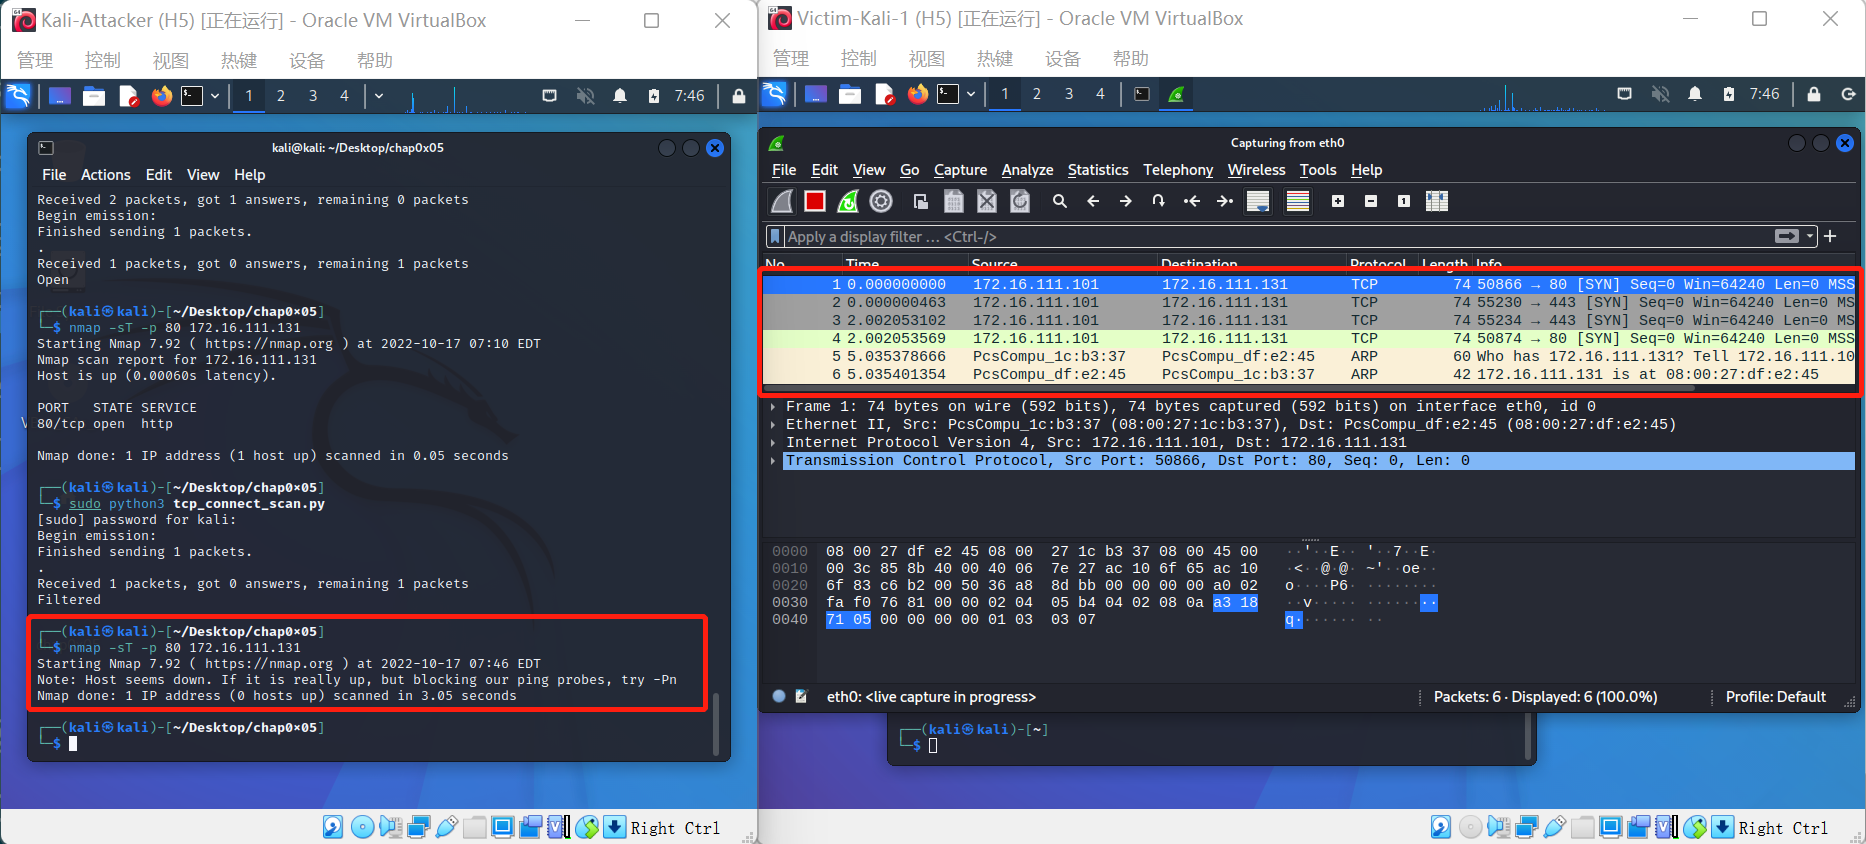 Kali-Attacker (H5) [正在运行] - Oracle VM VirtualBox
管理 控制 视图 热键 设备 帮助
1 2 3 4 7:46
kali@kali: ~/Desktop/chap0x05
File Actions Edit View Help
Received 2 packets, got 1 answers, remaining 0 packets
Begin emission:
Finished sending 1 packets.
.
Received 1 packets, got 0 answers, remaining 1 packets
Open
┌──(kali㉿kali)-[~/Desktop/chap0×05]
└─$ nmap -sT -p 80 172.16.111.131
Starting Nmap 7.92 ( https://nmap.org ) at 2022-10-17 07:10 EDT
Nmap scan report for 172.16.111.131
Host is up (0.00060s latency).
PORT   STATE SERVICE
80/tcp open  http
Nmap done: 1 IP address (1 host up) scanned in 0.05 seconds
┌──(kali㉿kali)-[~/Desktop/chap0×05]
└─$ sudo python3 tcp_connect_scan.py
[sudo] password for kali:
Begin emission:
Finished sending 1 packets.
.
Received 1 packets, got 0 answers, remaining 1 packets
Filtered
┌──(kali㉿kali)-[~/Desktop/chap0×05]
└─$ nmap -sT -p 80 172.16.111.131
Starting Nmap 7.92 ( https://nmap.org ) at 2022-10-17 07:46 EDT
Note: Host seems down. If it is really up, but blocking our ping probes, try -Pn
Nmap done: 1 IP address (0 hosts up) scanned in 3.05 seconds
┌──(kali㉿kali)-[~/Desktop/chap0×05]
└─$
Right Ctrl
Victim-Kali-1 (H5) [正在运行] - Oracle VM VirtualBox
管理 控制 视图 热键 设备 帮助
1 2 3 4 7:46
Capturing from eth0
File Edit View Go Capture Analyze Statistics Telephony Wireless Tools Help
Apply a display filter … <Ctrl-/>
No. Time Source Destination Protocol Length Info
1 0.000000000 172.16.111.101 172.16.111.131 TCP 74 50866 → 80 [SYN] Seq=0 Win=64240 Len=0 MSS
2 0.000000463 172.16.111.101 172.16.111.131 TCP 74 55230 → 443 [SYN] Seq=0 Win=64240 Len=0 MS
3 2.002053102 172.16.111.101 172.16.111.131 TCP 74 55234 → 443 [SYN] Seq=0 Win=64240 Len=0 MS
4 2.002053569 172.16.111.101 172.16.111.131 TCP 74 50874 → 80 [SYN] Seq=0 Win=64240 Len=0 MSS
5 5.035378666 PcsCompu_1c:b3:37 PcsCompu_df:e2:45 ARP 60 Who has 172.16.111.131? Tell 172.16.111.10
6 5.035401354 PcsCompu_df:e2:45 PcsCompu_1c:b3:37 ARP 42 172.16.111.131 is at 08:00:27:df:e2:45
Frame 1: 74 bytes on wire (592 bits), 74 bytes captured (592 bits) on interface eth0, id 0
Ethernet II, Src: PcsCompu_1c:b3:37 (08:00:27:1c:b3:37), Dst: PcsCompu_df:e2:45 (08:00:27:df:e2:45)
Internet Protocol Version 4, Src: 172.16.111.101, Dst: 172.16.111.131
Transmission Control Protocol, Src Port: 50866, Dst Port: 80, Seq: 0, Len: 0
0000 08 00 27 df e2 45 08 00 27 1c b3 37 08 00 45 00 ··'··E·· '··7··E·
0010 00 3c 85 8b 40 00 40 06 7e 27 ac 10 6f 65 ac 10 ·<··@·@· ~'··oe··
0020 6f 83 c6 b2 00 50 36 a8 8d bb 00 00 00 00 a0 02 o····P6· ········
0030 fa f0 76 81 00 00 02 04 05 b4 04 02 08 0a a3 18 ··v····· ········
0040 71 05 00 00 00 00 01 03 03 07 q······· ··
eth0: <live capture in progress> Packets: 6 · Displayed: 6 (100.0%) Profile: Default
┌──(kali㉿kali)-[~]
└─$
Right Ctrl